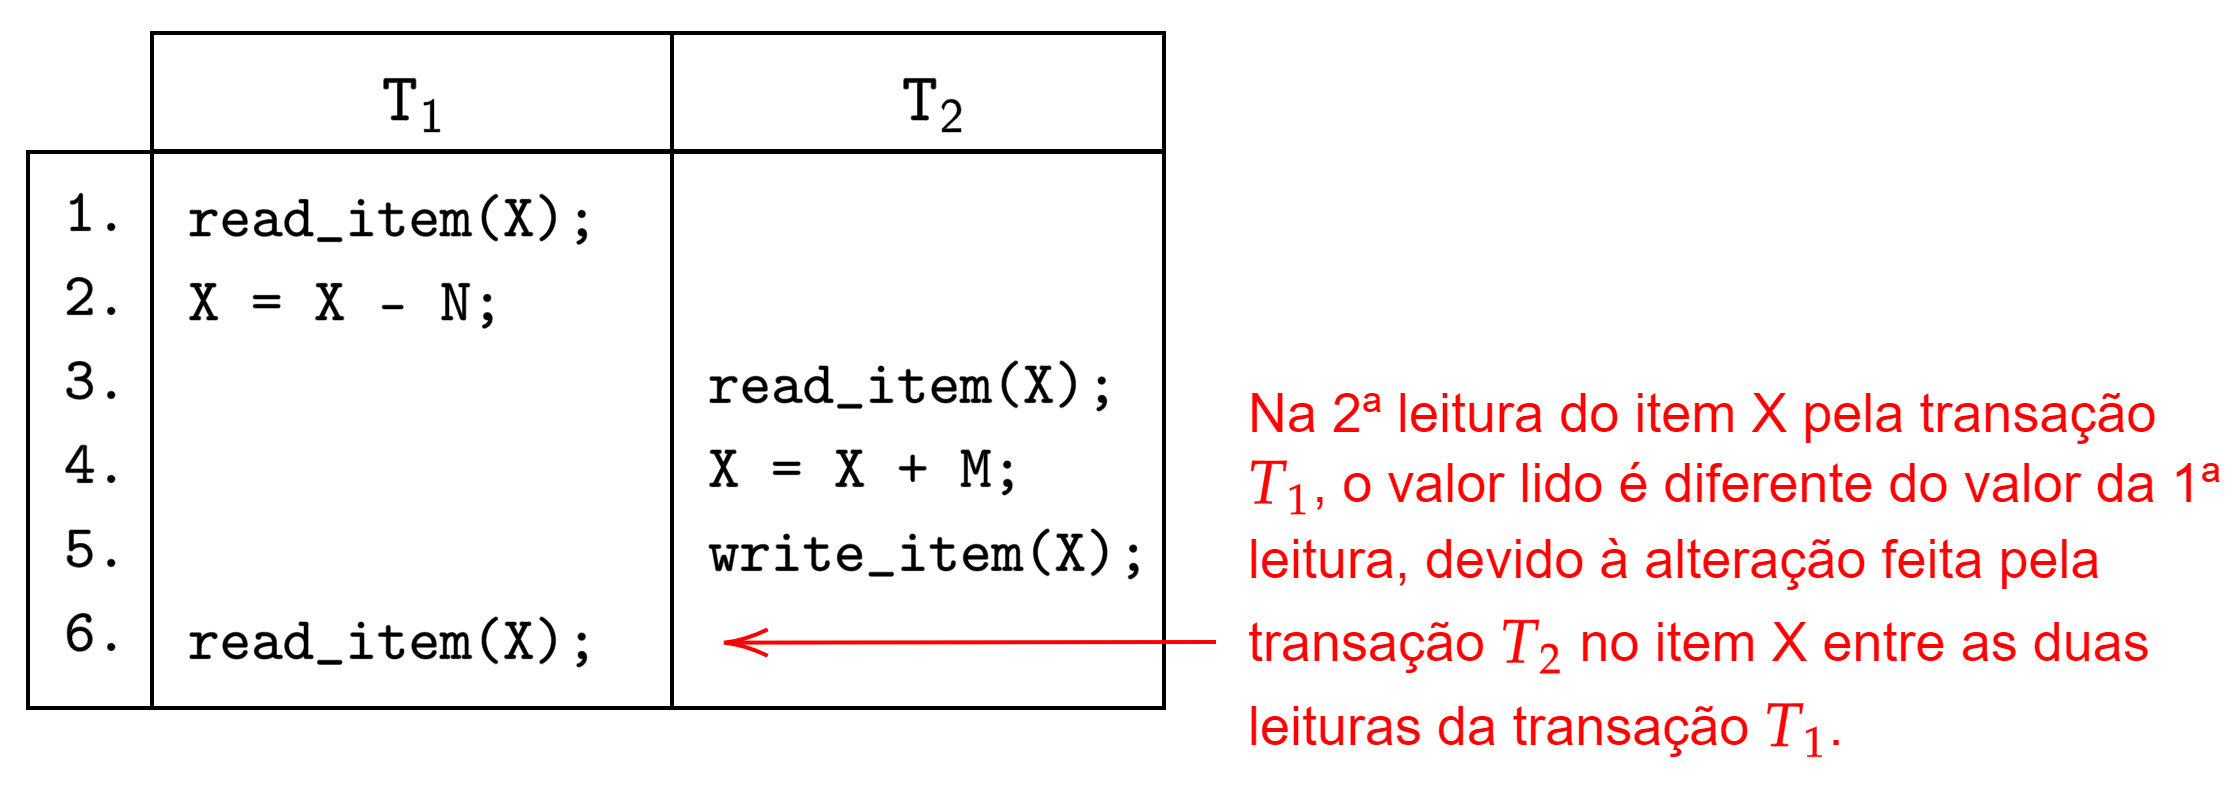 T₁ T₂
1. read_item(X);
2. X = X - N;
3. read_item(X);
4. X = X + M;
5. write_item(X);
6. read_item(X);
Na 2ª leitura do item X pela transação
T₁, o valor lido é diferente do valor da 1ª
leitura, devido à alteração feita pela
transação T₂ no item X entre as duas
leituras da transação T₁.